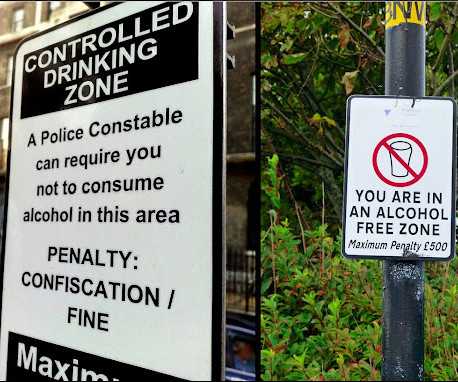 CONTROLLED
DRINKING
ZONE
A Police Constable
can require you
not to consume
alcohol in this area
PENALTY:
CONFISCATION /
FINE
YOU ARE IN
AN ALCOHOL
FREE ZONE
Maximum Penalty £500